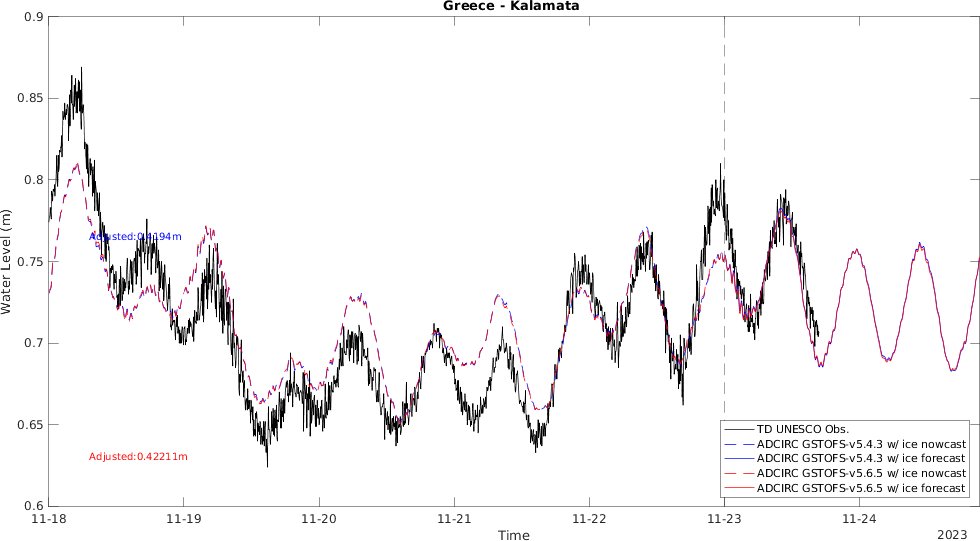 Greece - Kalamata
0.9
0.85
0.8
0.75
0.7
0.65
0.6
Water Level (m)
Adjusted:0.4194m
Adjusted:0.42211m
TD UNESCO Obs.
ADCIRC GSTOFS-v5.4.3 w/ ice nowcast
ADCIRC GSTOFS-v5.4.3 w/ ice forecast
ADCIRC GSTOFS-v5.6.5 w/ ice nowcast
ADCIRC GSTOFS-v5.6.5 w/ ice forecast
11-18
11-19
11-20
11-21
11-22
11-23
11-24
Time
2023